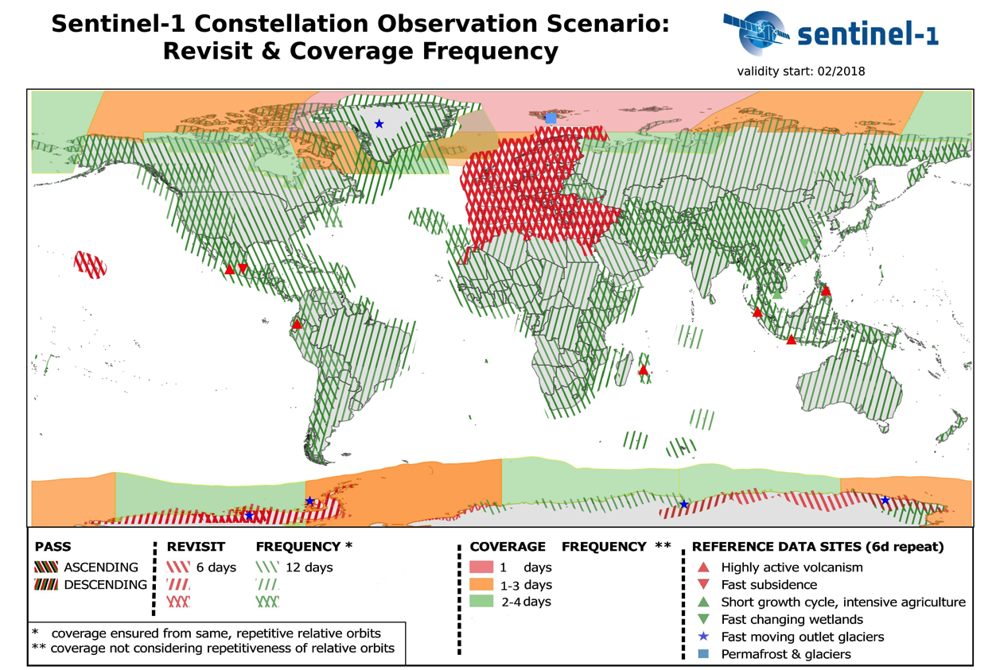 Sentinel-1 Constellation Observation Scenario:
Revisit & Coverage Frequency
sentinel-1
validity start: 02/2018
PASS
ASCENDING
DESCENDING
REVISIT FREQUENCY *
6 days 12 days
COVERAGE FREQUENCY **
1 days
1-3 days
2-4 days
REFERENCE DATA SITES (6d repeat)
Highly active volcanism
Fast subsidence
Short growth cycle, intensive agriculture
Fast changing wetlands
Fast moving outlet glaciers
Permafrost & glaciers
* coverage ensured from same, repetitive relative orbits
** coverage not considering repetitiveness of relative orbits